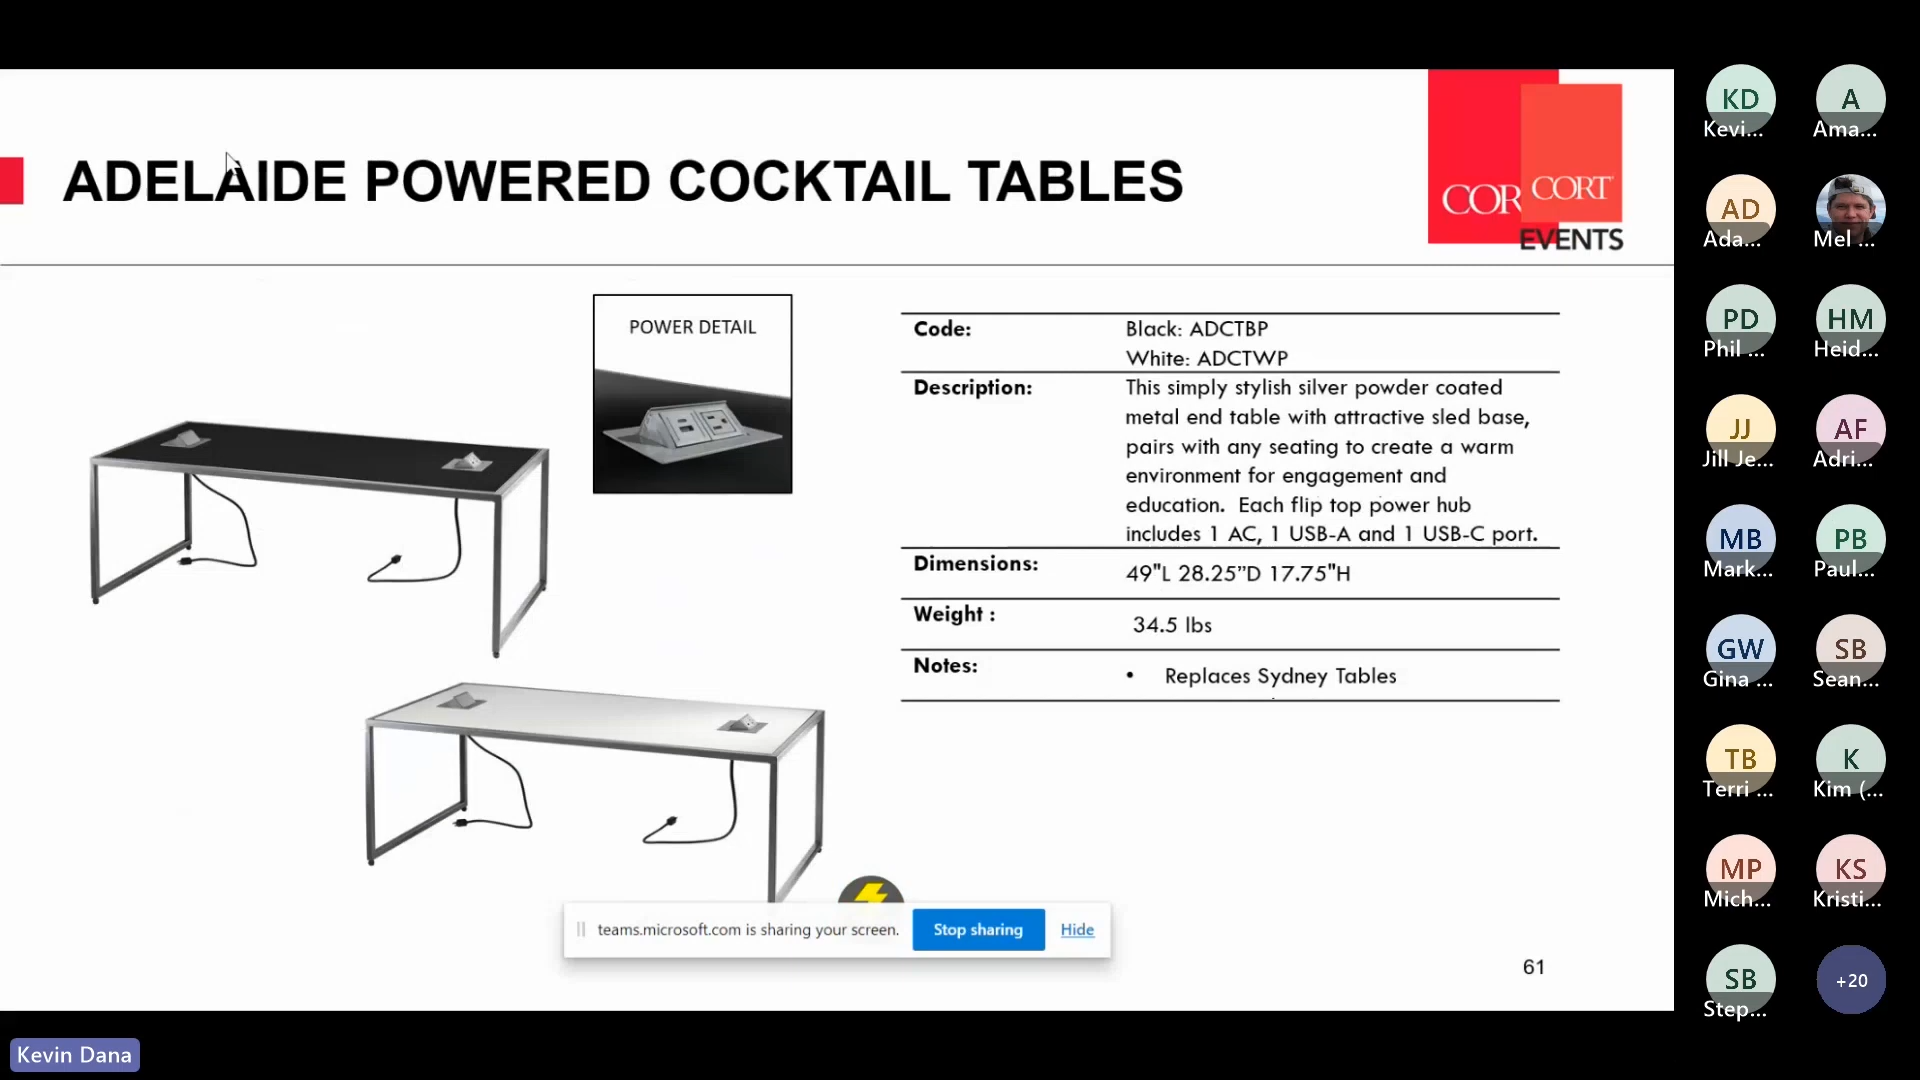 ADELAIDE POWERED COCKTAIL TABLES
COR
CORT
EVENTS
POWER DETAIL
Code:
Black: ADCTBP
White: ADCTWP
Description:
This simply stylish silver powder coated
metal end table with attractive sled base,
pairs with any seating to create a warm
environment for engagement and
education. Each flip top power hub
includes 1 AC, 1 USB-A and 1 USB-C port.
Dimensions:
49"L 28.25”D 17.75"H
Weight :
34.5 lbs
Notes:
• Replaces Sydney Tables
teams.microsoft.com is sharing your screen.
Stop sharing
Hide
61
Kevin Dana
KD
Kevi...
A
Ama...
AD
Ada...
Mel ...
PD
Phil ...
HM
Heid...
JJ
Jill Je...
AF
Adri...
MB
Mark...
PB
Paul...
GW
Gina ...
SB
Sean...
TB
Terri ...
K
Kim (...
MP
Mich...
KS
Kristi...
SB
Step...
+20